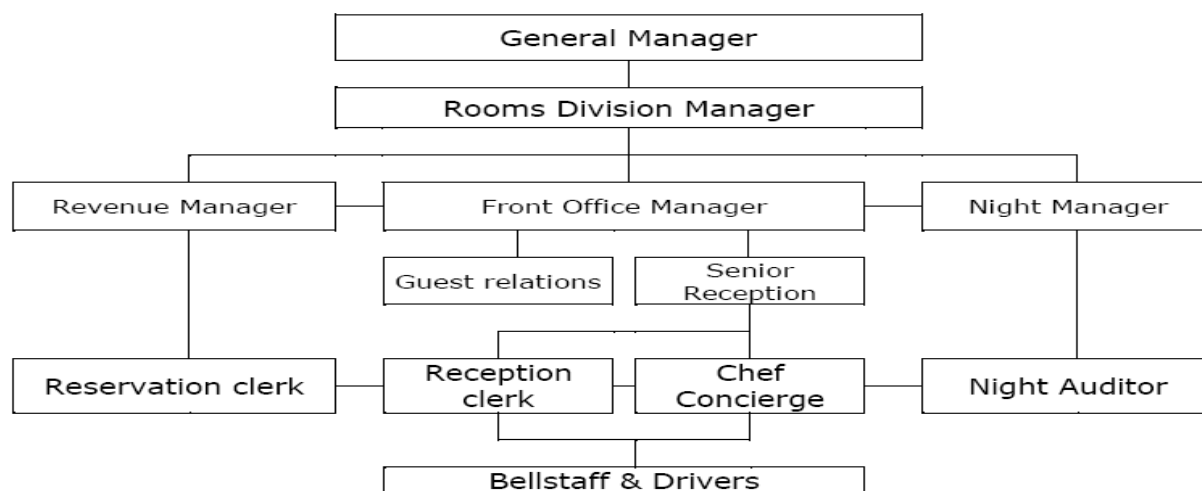 General Manager
Rooms Division Manager
Revenue Manager
Front Office Manager
Night Manager
Guest relations
Senior
Reception
Reservation clerk
Reception
clerk
Chef
Concierge
Night Auditor
Bellstaff & Drivers